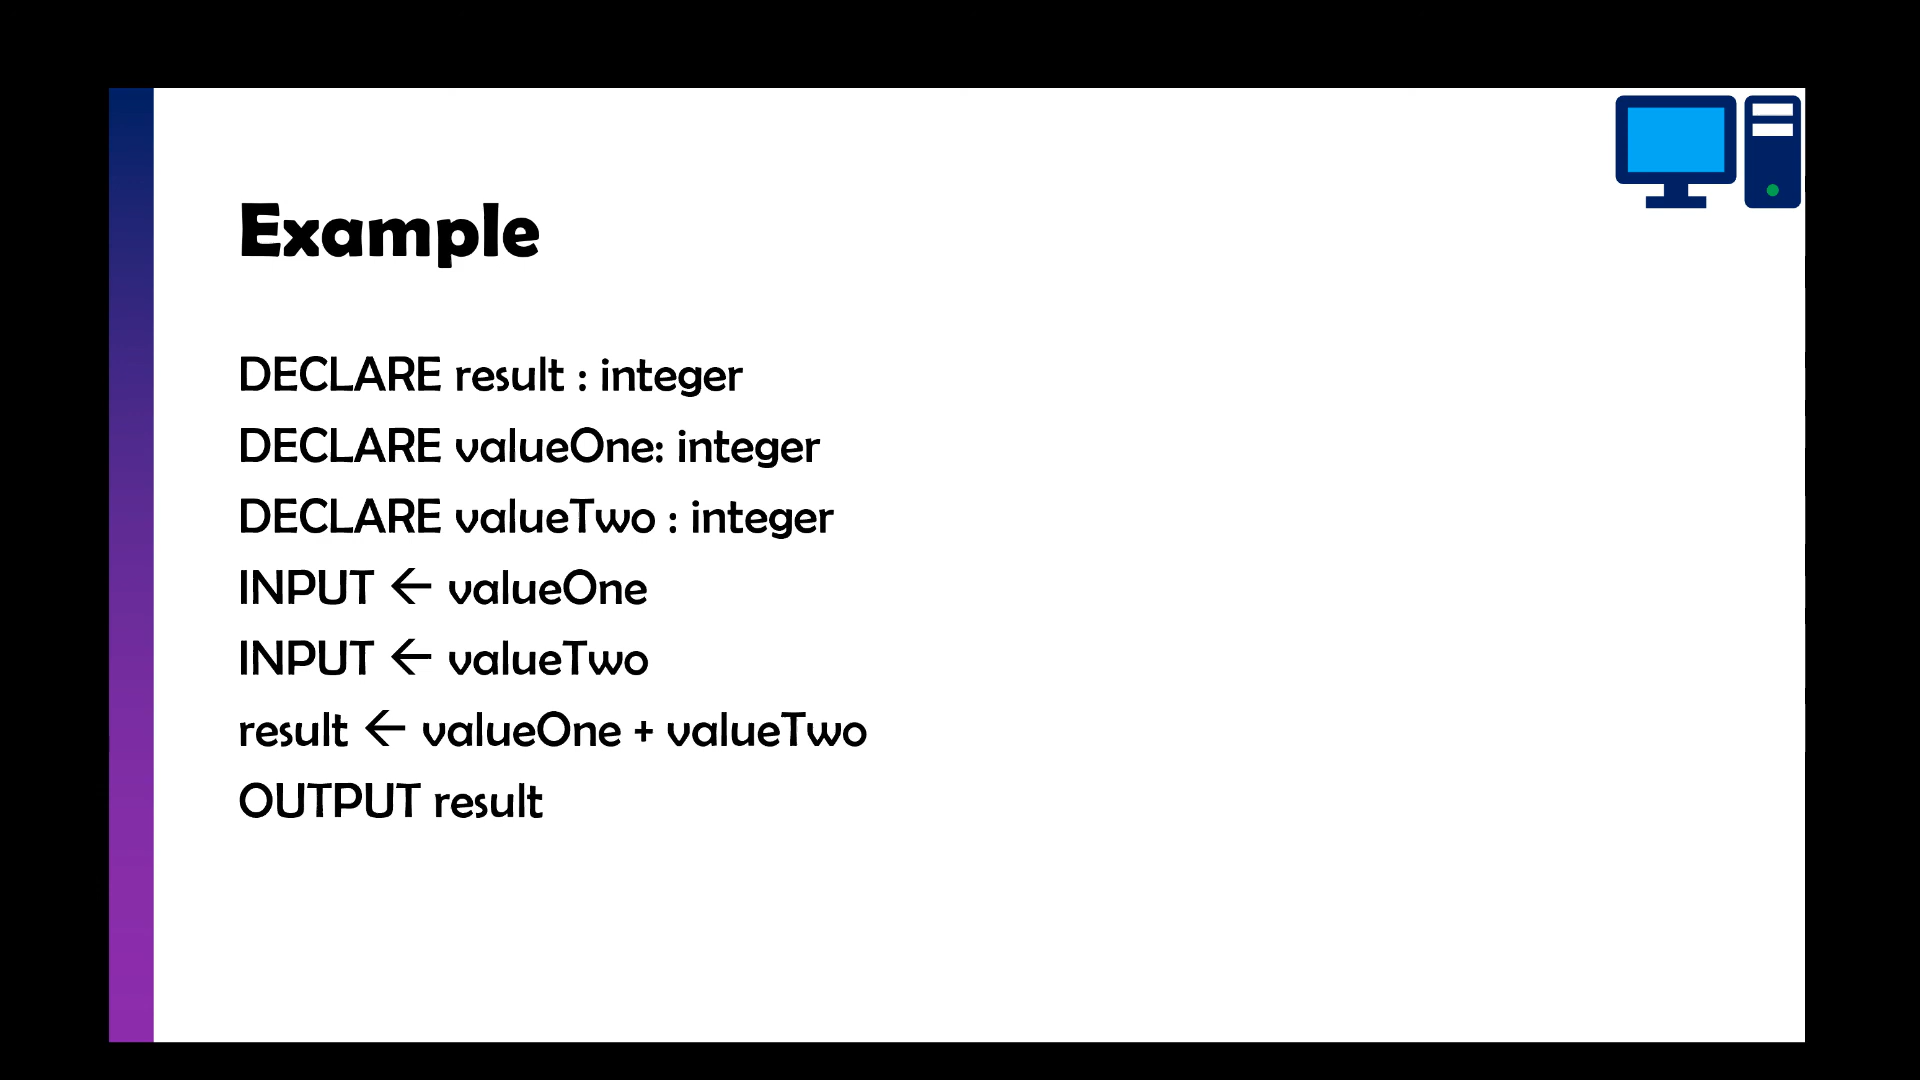 Example
DECLARE result : integer
DECLARE valueOne: integer
DECLARE valueTwo : integer
INPUT ← valueOne
INPUT ← valueTwo
result ← valueOne + valueTwo
OUTPUT result